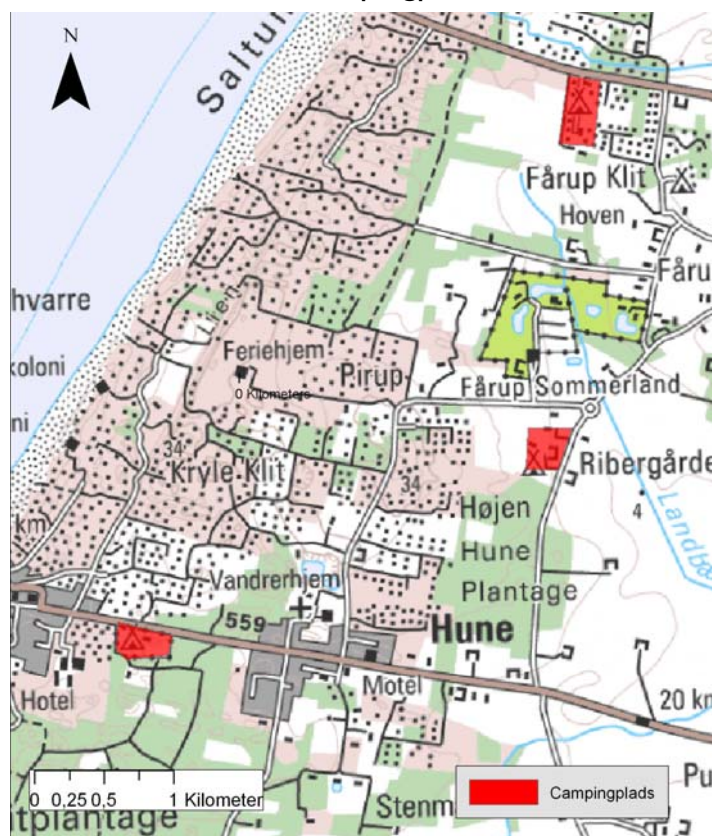 N
Saltun
Fårup Klit
Hoven
Fåru
hvarre
koloni
ni
Feriehjem
Pirup
0 Kilometers
Fårup Sommerland
34
Kryle Klit
34
Ribergårde
4
Højen
Hune
Plantage
Landbæ
km
Vandrerhjem
559
Hune
Hotel
Motel
20 km
0 0,25 0,5 1 Kilometer
Campingplads
Pu
Stenm
tplantage